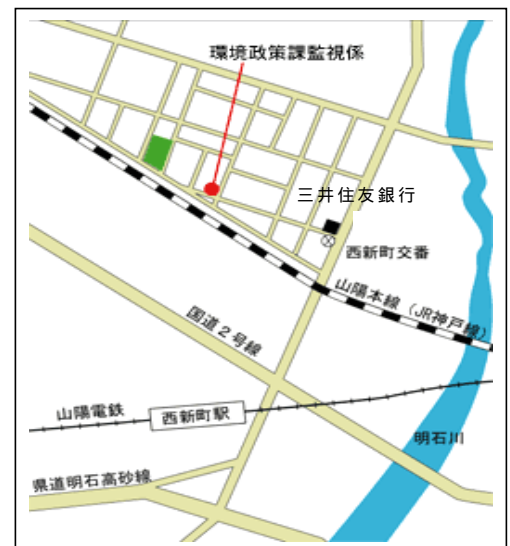 環境政策課監視係
三井住友銀行
西新町交番
山陽本線(JR神戸線)
国道2号線
山陽電鉄
西新町駅
明石川
県道明石高砂線